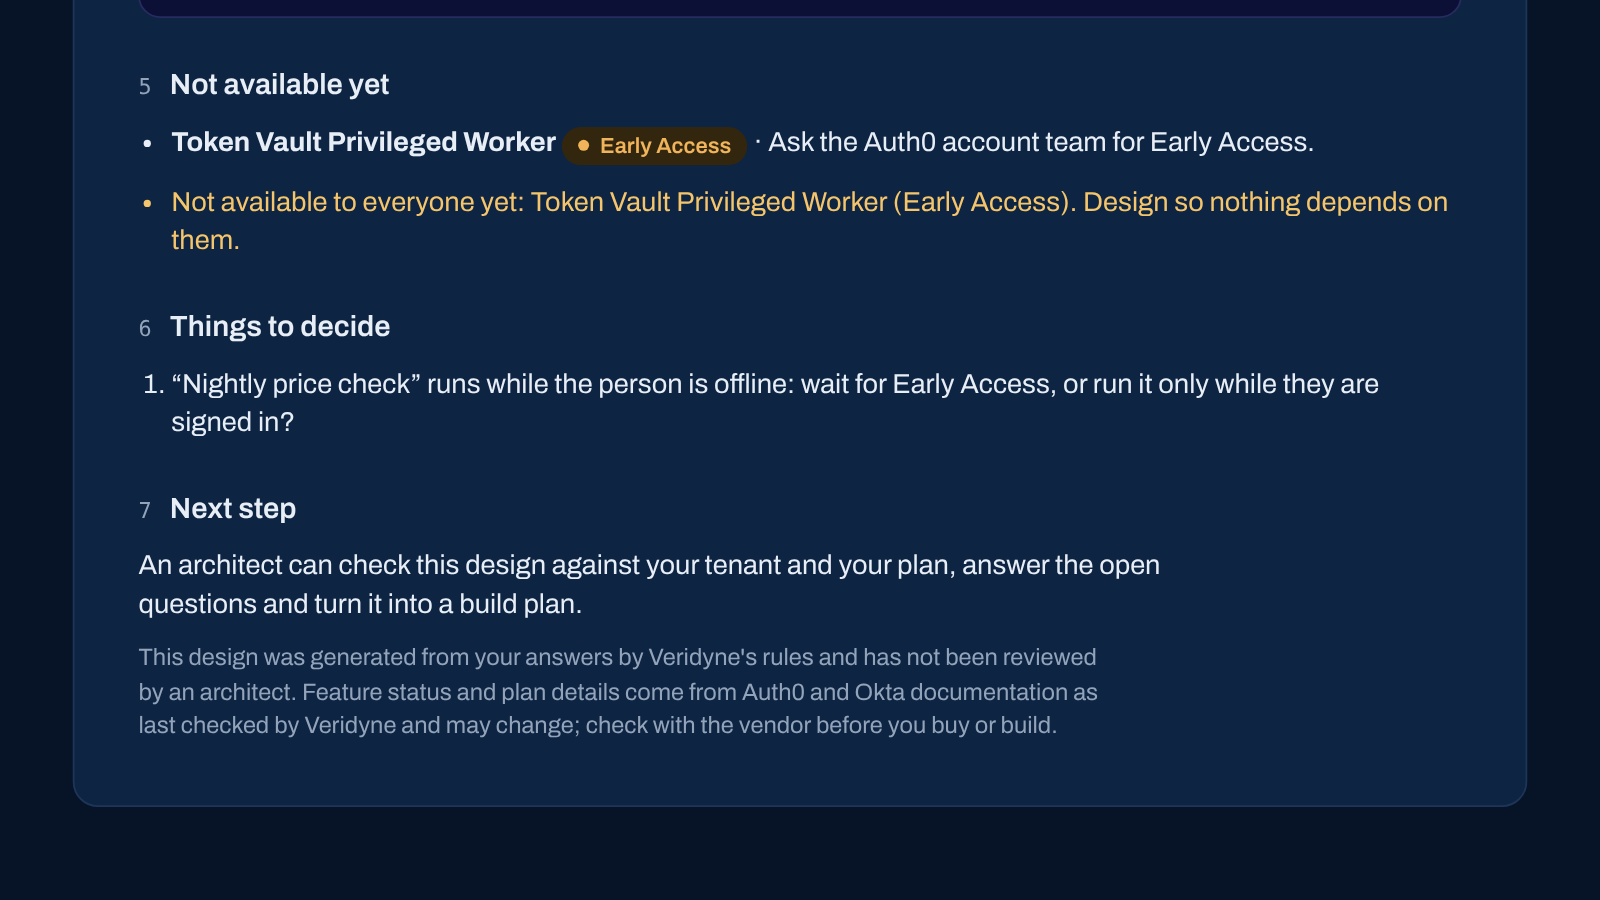 5 Not available yet
• Token Vault Privileged Worker ● Early Access · Ask the Auth0 account team for Early Access.
• Not available to everyone yet: Token Vault Privileged Worker (Early Access). Design so nothing depends on
them.
6 Things to decide
1. “Nightly price check” runs while the person is offline: wait for Early Access, or run it only while they are
signed in?
7 Next step
An architect can check this design against your tenant and your plan, answer the open
questions and turn it into a build plan.
This design was generated from your answers by Veridyne's rules and has not been reviewed
by an architect. Feature status and plan details come from Auth0 and Okta documentation as
last checked by Veridyne and may change; check with the vendor before you buy or build.